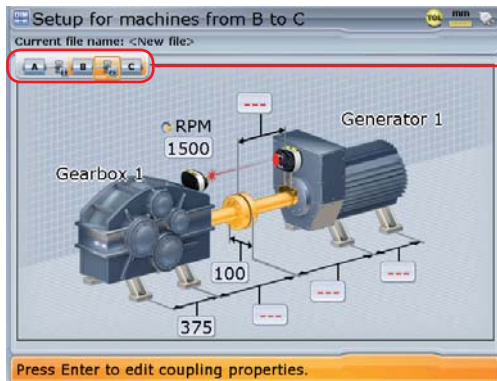 Setup for machines from B to C
TOL mm
Current file name: <New file>
A B C
---
RPM
1500
Generator 1
Gearbox 1
100
---
---
---
375
Press Enter to edit coupling properties.